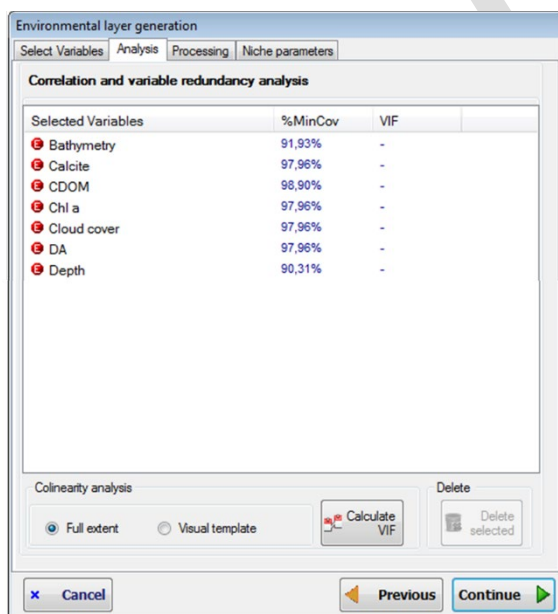 Environmental layer generation
Select Variables Analysis Processing Niche parameters
Correlation and variable redundancy analysis
Selected Variables %MinCov VIF
E Bathymetry 91,93% -
E Calcite 97,96% -
E CDOM 98,90% -
E Chl a 97,96% -
E Cloud cover 97,96% -
E DA 97,96% -
E Depth 90,31% -
Colinearity analysis
Full extent
Visual template
Calculate
VIF
Delete
Delete
selected
× Cancel
Previous
Continue